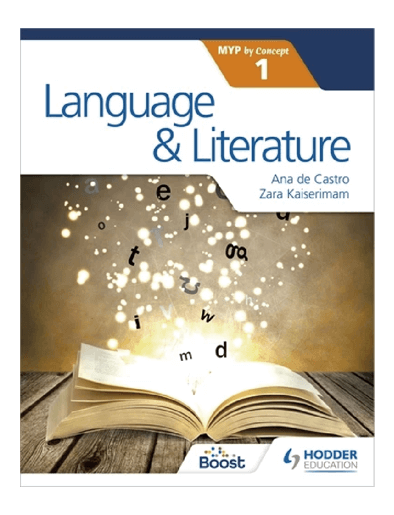 MYP by Concept
1
Language
& Literature
Ana de Castro
Zara Kaiserimam
e
o
j
t
w
i
m
d
Boost
HODDER
EDUCATION